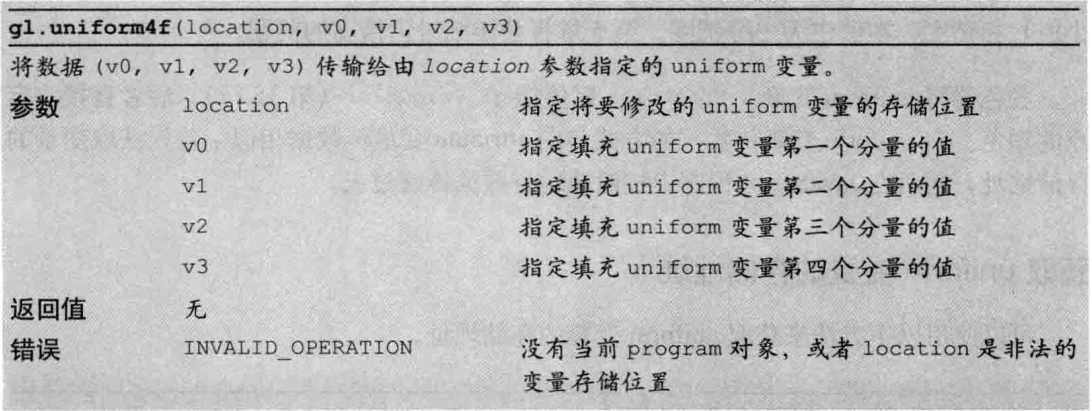 gl.uniform4f(location, v0, v1, v2, v3)
将数据 (v0, v1, v2, v3) 传输给由 location 参数指定的 uniform 变量。
参数 location 指定将要修改的 uniform 变量的存储位置
v0 指定填充 uniform 变量第一个分量的值
v1 指定填充 uniform 变量第二个分量的值
v2 指定填充 uniform 变量第三个分量的值
v3 指定填充 uniform 变量第四个分量的值
返回值 无
错误 INVALID_OPERATION 没有当前 program 对象，或者 location 是非法的
变量存储位置